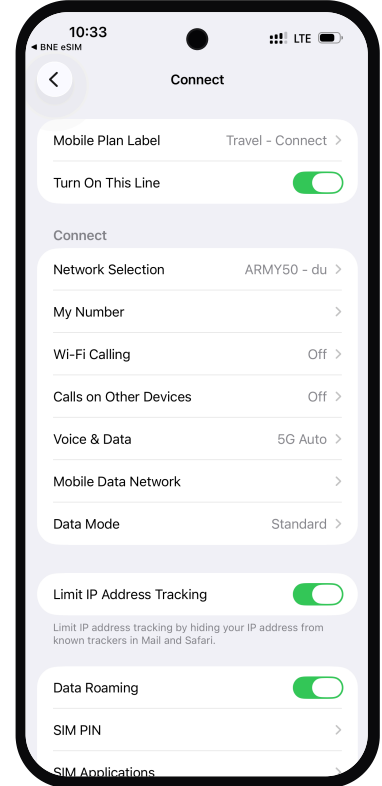 10:33
LTE
◀ BNE eSIM
Connect
Mobile Plan Label Travel - Connect
Turn On This Line
Connect
Network Selection ARMY50 - du
My Number
Wi-Fi Calling Off
Calls on Other Devices Off
Voice & Data 5G Auto
Mobile Data Network
Data Mode Standard
Limit IP Address Tracking
Limit IP address tracking by hiding your IP address from
known trackers in Mail and Safari.
Data Roaming
SIM PIN
SIM Applications